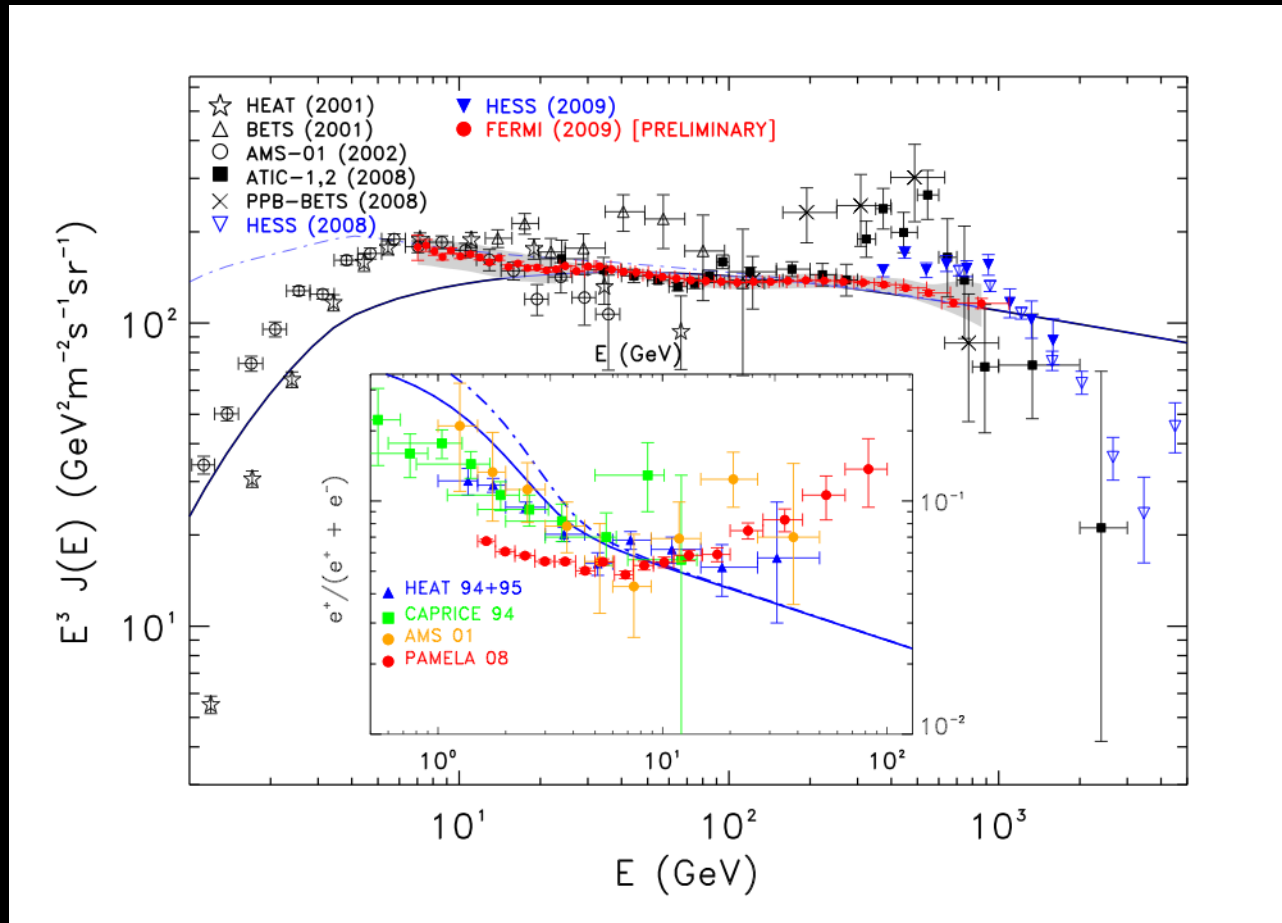 HEAT (2001)
BETS (2001)
AMS-01 (2002)
ATIC-1,2 (2008)
PPB-BETS (2008)
HESS (2008)
HESS (2009)
FERMI (2009) [PRELIMINARY]
E³ J(E) (GeV²m⁻²s⁻¹sr⁻¹)
10²
10¹
E (GeV)
e⁺/(e⁺ + e⁻)
HEAT 94+95
CAPRICE 94
AMS 01
PAMELA 08
10⁻¹
10⁻²
10⁰
10¹
10²
10¹
10²
10³
E (GeV)